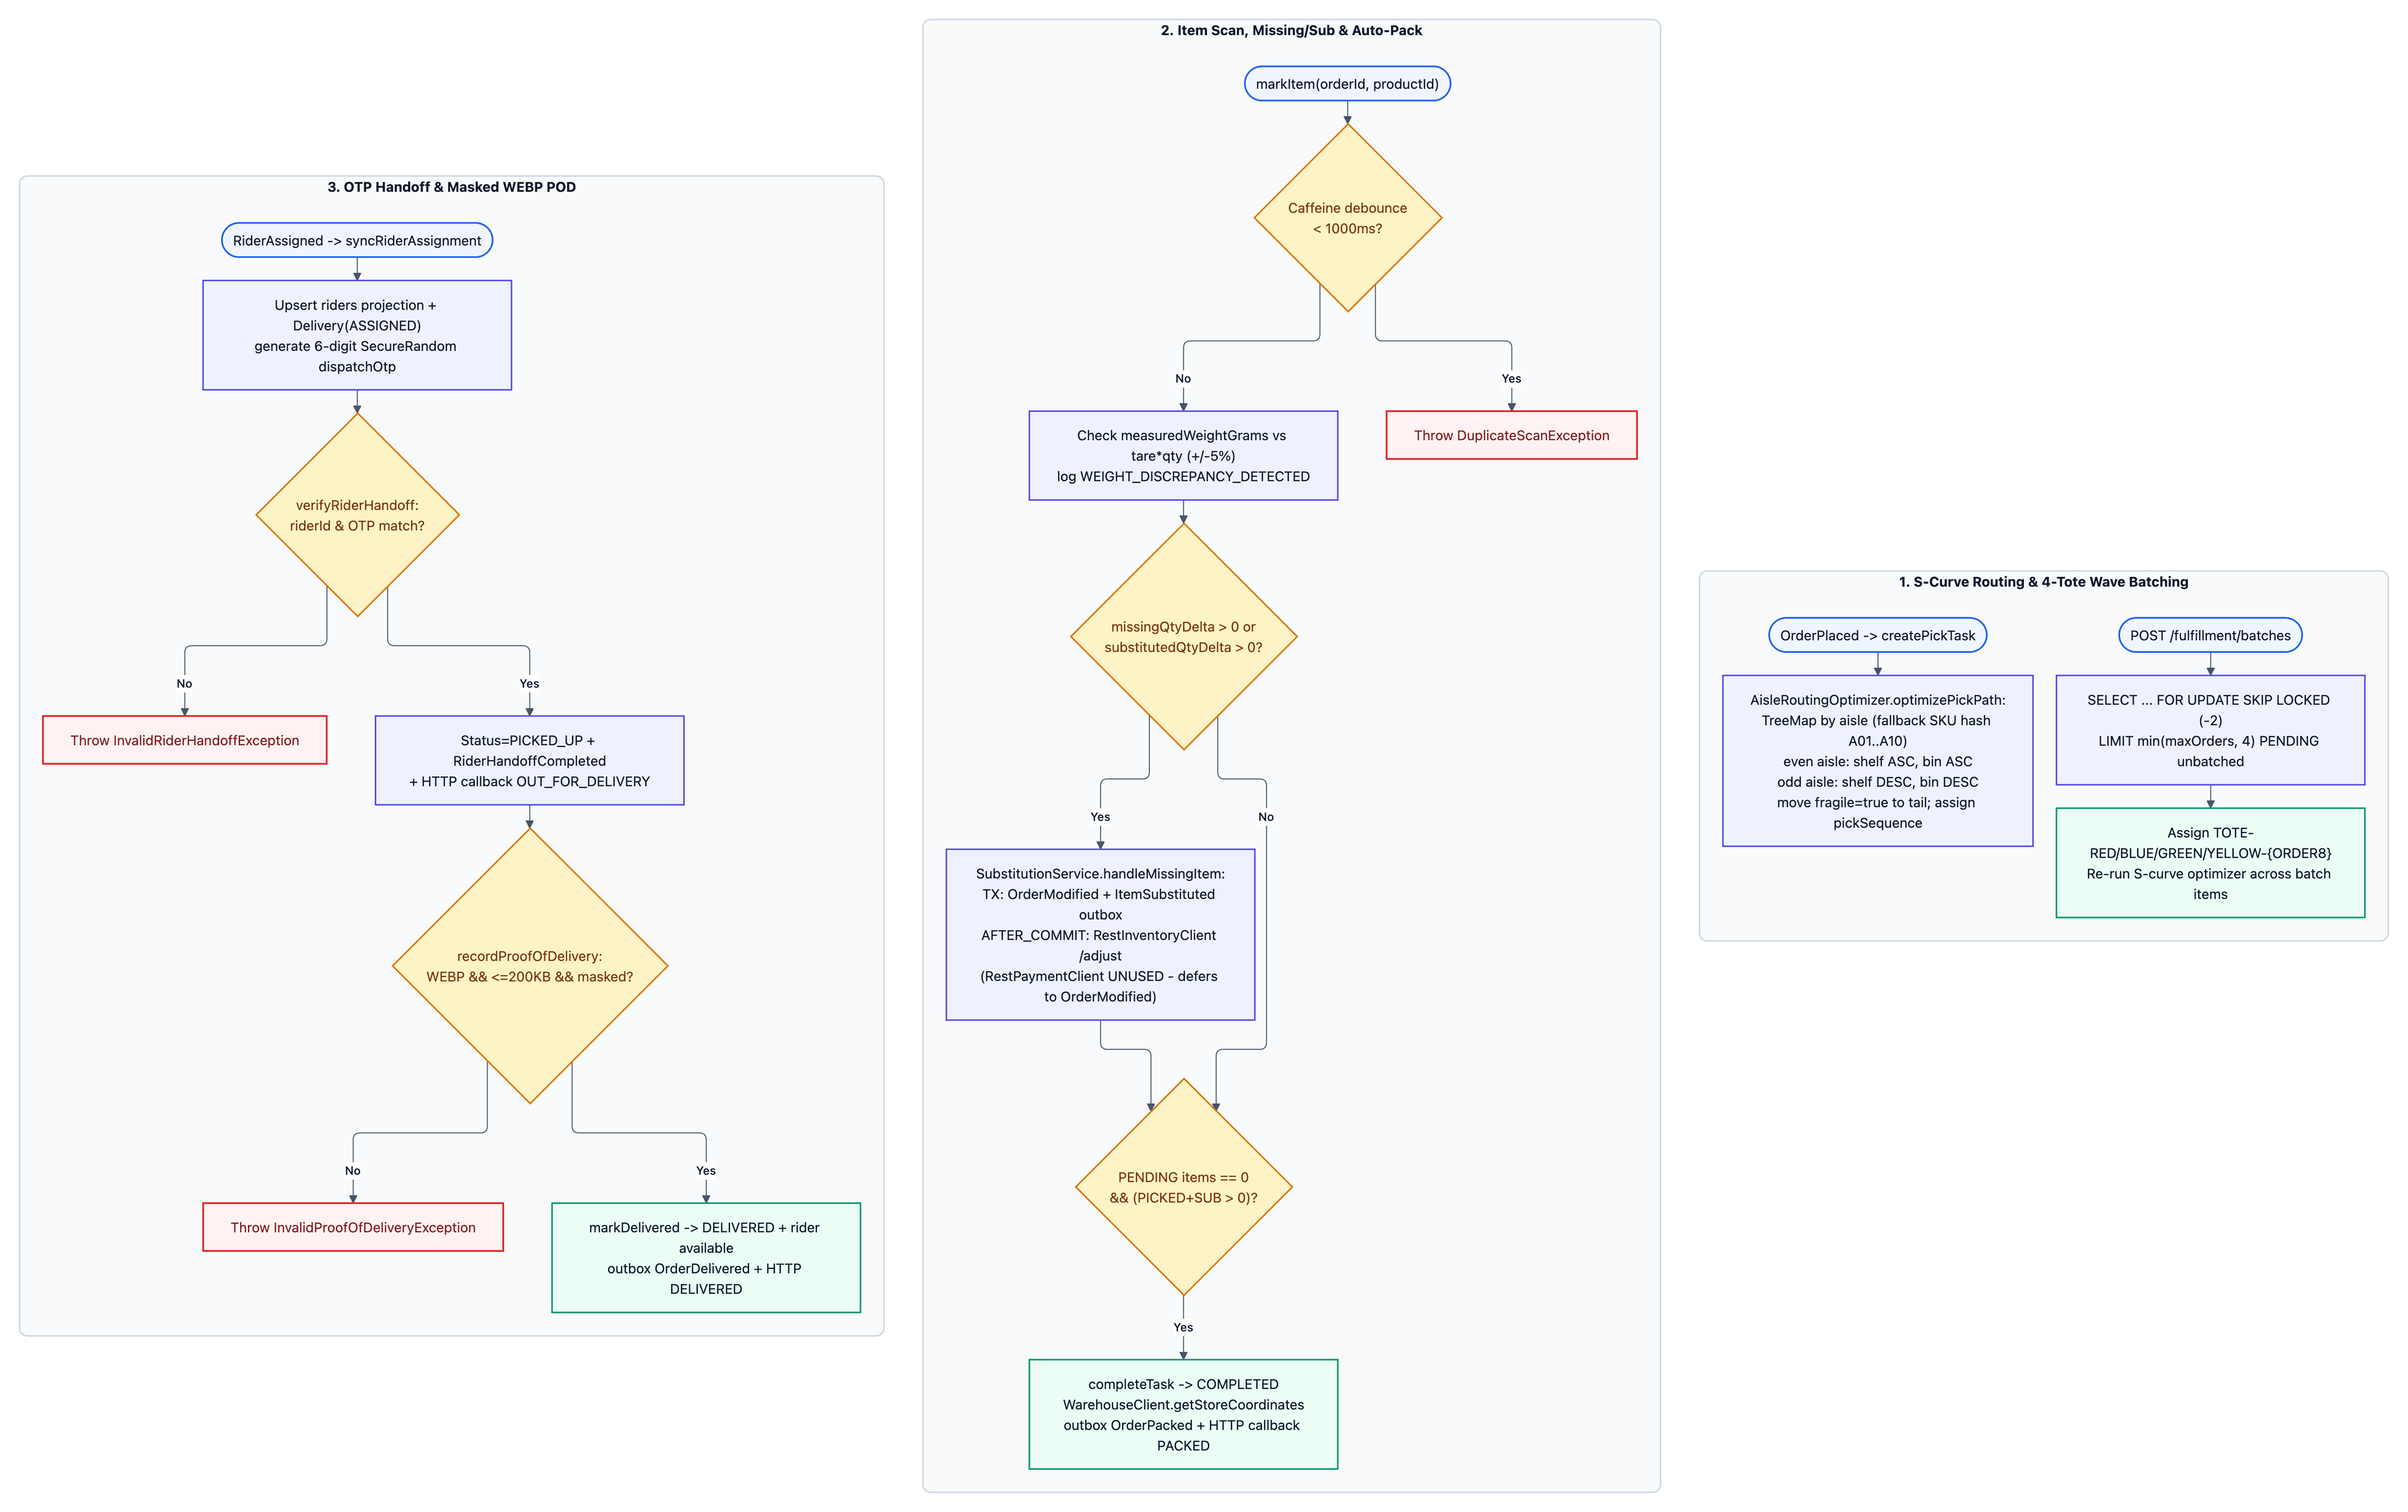 3. OTP Handoff & Masked WEBP POD
RiderAssigned -> syncRiderAssignment
Upsert riders projection +
Delivery(ASSIGNED)
generate 6-digit SecureRandom
dispatchOtp
verifyRiderHandoff:
riderId & OTP match?
No
Yes
Throw InvalidRiderHandoffException
Status=PICKED_UP +
RiderHandoffCompleted
+ HTTP callback OUT_FOR_DELIVERY
recordProofOfDelivery:
WEBP && <=200KB && masked?
No
Yes
Throw InvalidProofOfDeliveryException
markDelivered -> DELIVERED + rider
available
outbox OrderDelivered + HTTP
DELIVERED
2. Item Scan, Missing/Sub & Auto-Pack
markItem(orderId, productId)
Caffeine debounce
< 1000ms?
No
Yes
Check measuredWeightGrams vs
tare*qty (+/-5%)
log WEIGHT_DISCREPANCY_DETECTED
Throw DuplicateScanException
missingQtyDelta > 0 or
substitutedQtyDelta > 0?
Yes
No
SubstitutionService.handleMissingItem:
TX: OrderModified + ItemSubstituted
outbox
AFTER_COMMIT: RestInventoryClient
/adjust
(RestPaymentClient UNUSED - defers
to OrderModified)
PENDING items == 0
&& (PICKED+SUB > 0)?
Yes
completeTask -> COMPLETED
WarehouseClient.getStoreCoordinates
outbox OrderPacked + HTTP callback
PACKED
1. S-Curve Routing & 4-Tote Wave Batching
OrderPlaced -> createPickTask
AisleRoutingOptimizer.optimizePickPath:
TreeMap by aisle (fallback SKU hash
A01..A10)
even aisle: shelf ASC, bin ASC
odd aisle: shelf DESC, bin DESC
move fragile=true to tail; assign
pickSequence
POST /fulfillment/batches
SELECT ... FOR UPDATE SKIP LOCKED
(-2)
LIMIT min(maxOrders, 4) PENDING
unbatched
Assign TOTE-
RED/BLUE/GREEN/YELLOW-{ORDER8}
Re-run S-curve optimizer across batch
items